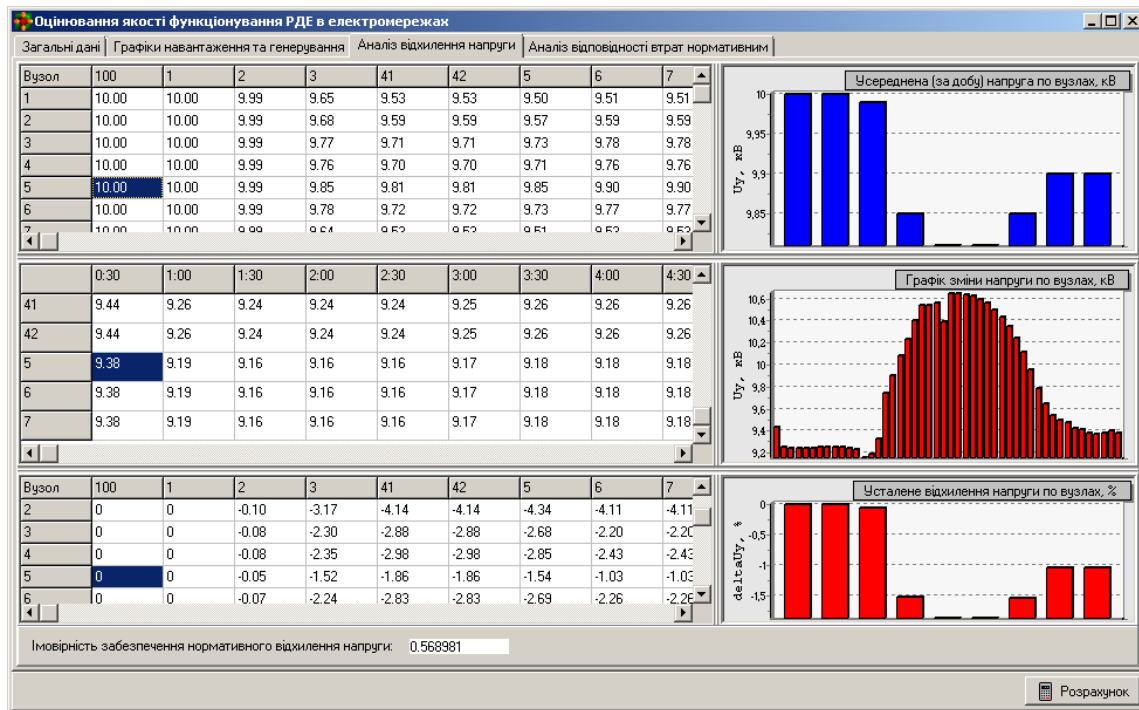 Оцінювання якості функціонування РДЕ в електромережах
Загальні дані Графіки навантаження та генерування Аналіз відхилення напруги Аналіз відповідності втрат нормативним
Вузол 100 1 2 3 41 42 5 6 7
1 10.00 10.00 9.99 9.65 9.53 9.53 9.50 9.51 9.51
2 10.00 10.00 9.99 9.68 9.59 9.59 9.57 9.59 9.59
3 10.00 10.00 9.99 9.77 9.71 9.71 9.73 9.78 9.78
4 10.00 10.00 9.99 9.76 9.70 9.70 9.71 9.76 9.76
5 10.00 10.00 9.99 9.85 9.81 9.81 9.85 9.90 9.90
6 10.00 10.00 9.99 9.78 9.72 9.72 9.73 9.77 9.77
7 10.00 10.00 9.99 9.64 9.53 9.53 9.51 9.53 9.53
Усереднена (за добу) напруга по вузлах, кВ
10
9,95
9,9
9,85
Uy, кВ
0:30 1:00 1:30 2:00 2:30 3:00 3:30 4:00 4:30
41 9.44 9.26 9.24 9.24 9.24 9.25 9.26 9.26 9.26
42 9.44 9.26 9.24 9.24 9.24 9.25 9.26 9.26 9.26
5 9.38 9.19 9.16 9.16 9.16 9.17 9.18 9.18 9.18
6 9.38 9.19 9.16 9.16 9.16 9.17 9.18 9.18 9.18
7 9.38 9.19 9.16 9.16 9.16 9.17 9.18 9.18 9.18
Графік зміни напруги по вузлах, кВ
10,6
10,4
10,2
10
9,8
9,6
9,4
9,2
Uy, кВ
Вузол 100 1 2 3 41 42 5 6 7
2 0 0 -0.10 -3.17 -4.14 -4.14 -4.34 -4.11 -4.11
3 0 0 -0.08 -2.30 -2.88 -2.88 -2.68 -2.20 -2.20
4 0 0 -0.08 -2.35 -2.98 -2.98 -2.85 -2.43 -2.43
5 0 0 -0.05 -1.52 -1.86 -1.86 -1.54 -1.03 -1.03
6 0 0 -0.07 -2.24 -2.83 -2.83 -2.69 -2.26 -2.26
Усталене відхилення напруги по вузлах, %
0
-0,5
-1
-1,5
deltaUy, %
Імовірність забезпечення нормативного відхилення напруги: 0.568981
Розрахунок